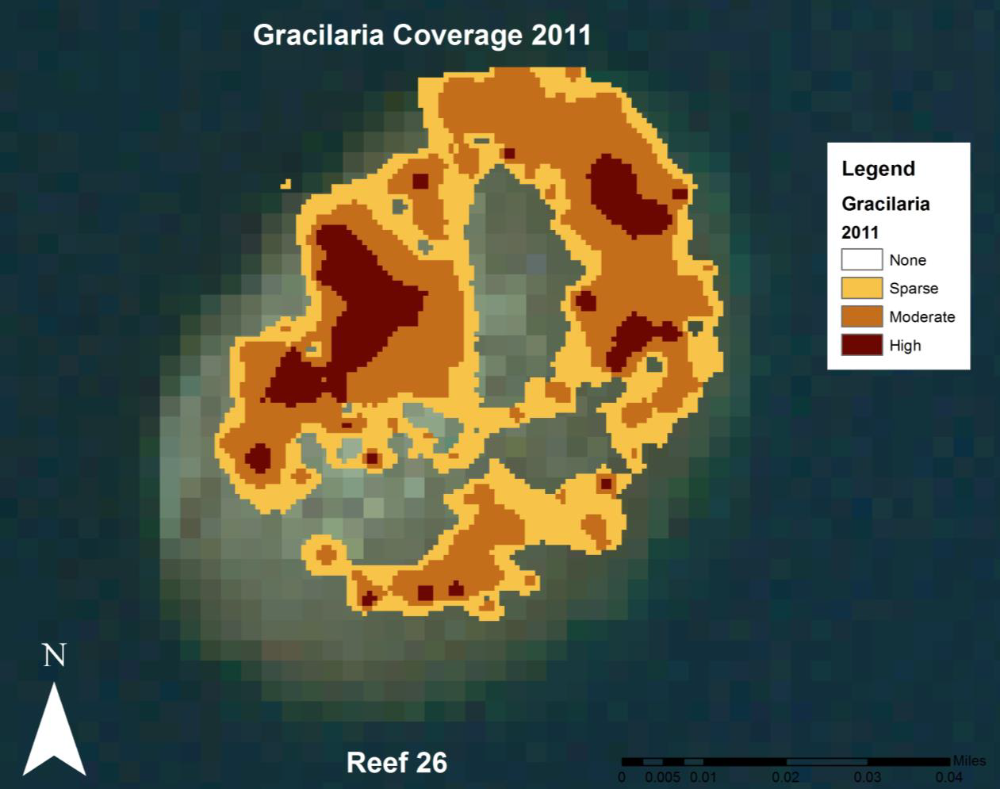 Gracilaria Coverage 2011
Legend
Gracilaria
2011
None
Sparse
Moderate
High
N
Reef 26
Miles
0 0.005 0.01 0.02 0.03 0.04